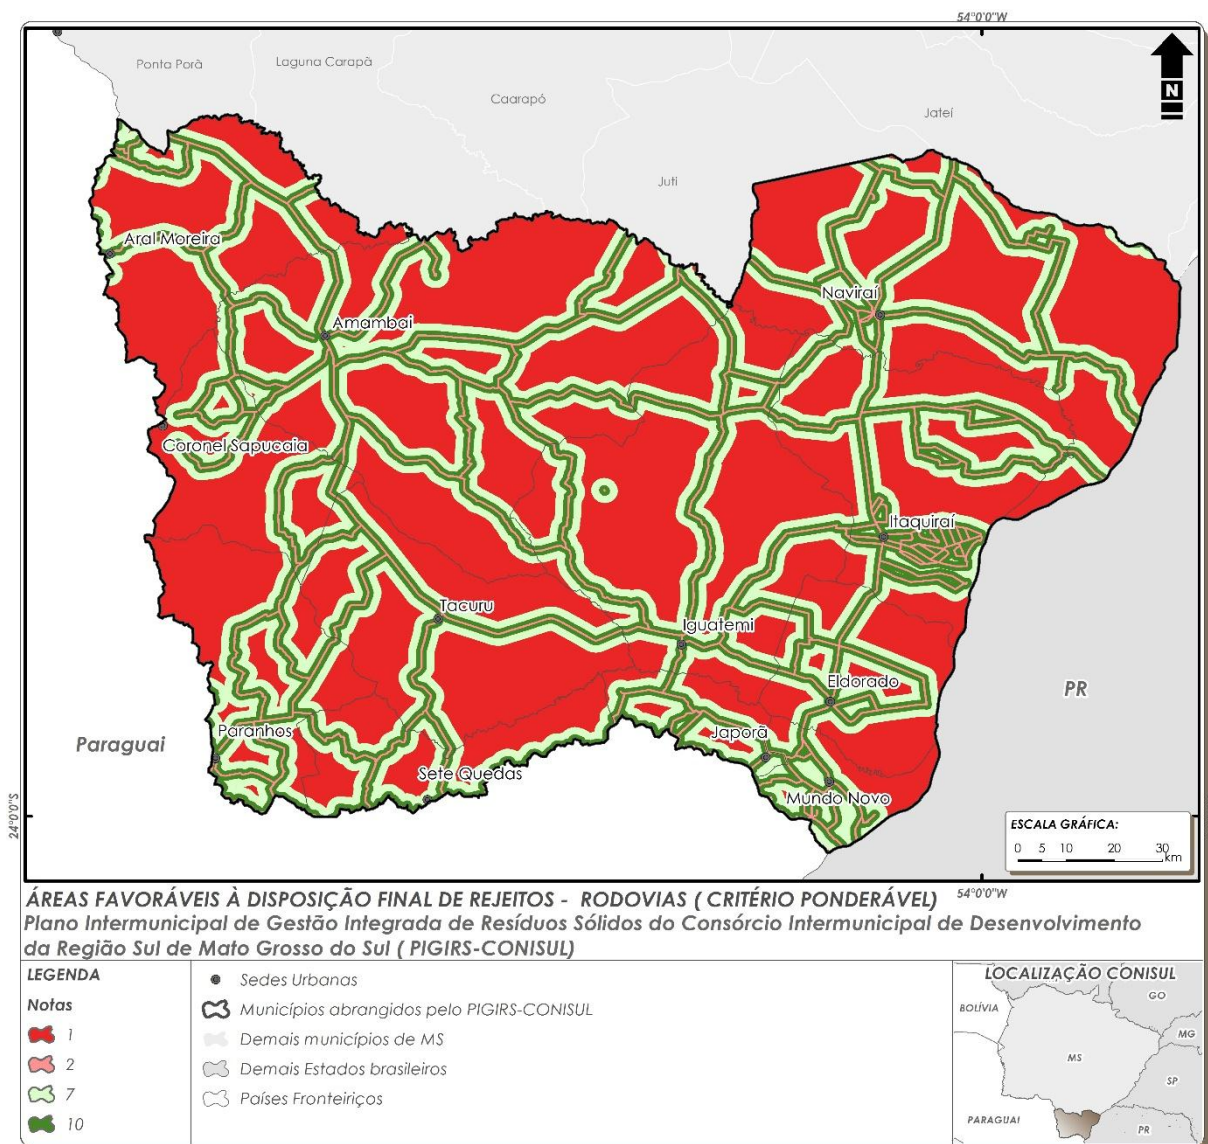 54°0'0"W
Ponta Porã
Laguna Carapã
Caarapó
Jateí
Juti
N
Aral Moreira
Naviraí
Amambai
Coronel Sapucaia
Itaquiraí
Tacuru
Iguatemi
Eldorado
PR
Paranhos
Japorã
Paraguai
Sete Quedas
Mundo Novo
24°0'0"S
ESCALA GRÁFICA:
0 5 10 20 30 km
54°0'0"W
ÁREAS FAVORÁVEIS À DISPOSIÇÃO FINAL DE REJEITOS - RODOVIAS ( CRITÉRIO PONDERÁVEL)
Plano Intermunicipal de Gestão Integrada de Resíduos Sólidos do Consórcio Intermunicipal de Desenvolvimento
da Região Sul de Mato Grosso do Sul ( PIGIRS-CONISUL)
LEGENDA
Notas
1
2
7
10
Sedes Urbanas
Municípios abrangidos pelo PIGIRS-CONISUL
Demais municípios de MS
Demais Estados brasileiros
Países Fronteiriços
LOCALIZAÇÃO CONISUL
BOLÍVIA
GO
MG
MS
SP
PARAGUAI
PR